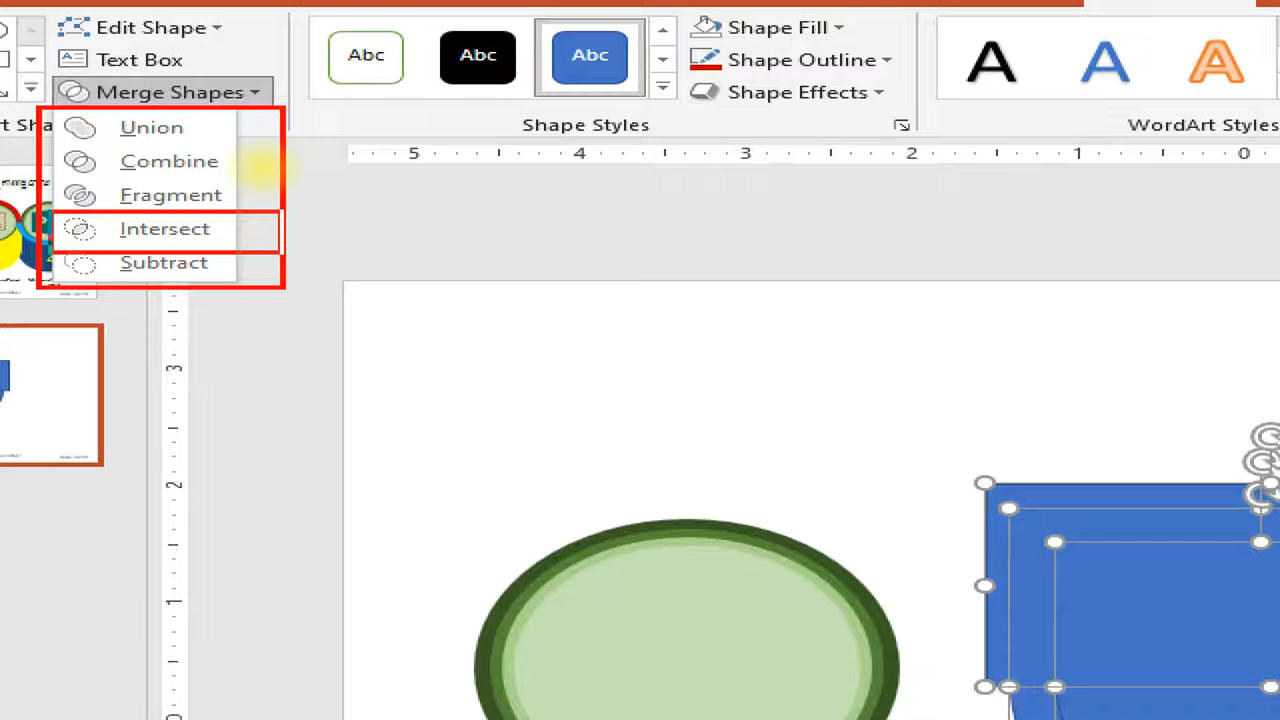 Edit Shape
Text Box
Merge Shapes
Union
Combine
Fragment
Intersect
Subtract
Abc Abc Abc
Shape Fill
Shape Outline
Shape Effects
A A A
Shape Styles
WordArt Styles
5 4 3 2 1 0
3
2
1